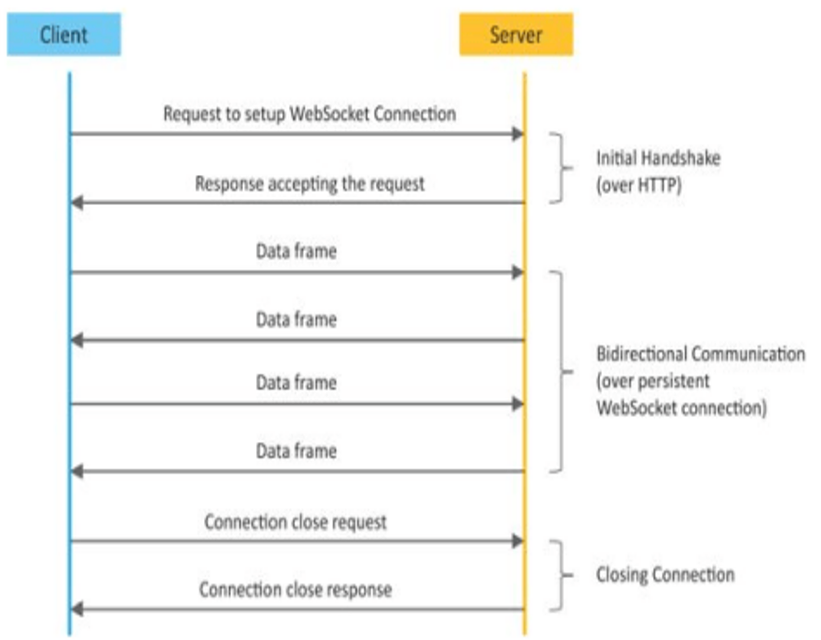 Client
Server
Request to setup WebSocket Connection
Initial Handshake
(over HTTP)
Response accepting the request
Data frame
Data frame
Bidirectional Communication
(over persistent
WebSocket connection)
Data frame
Data frame
Connection close request
Closing Connection
Connection close response